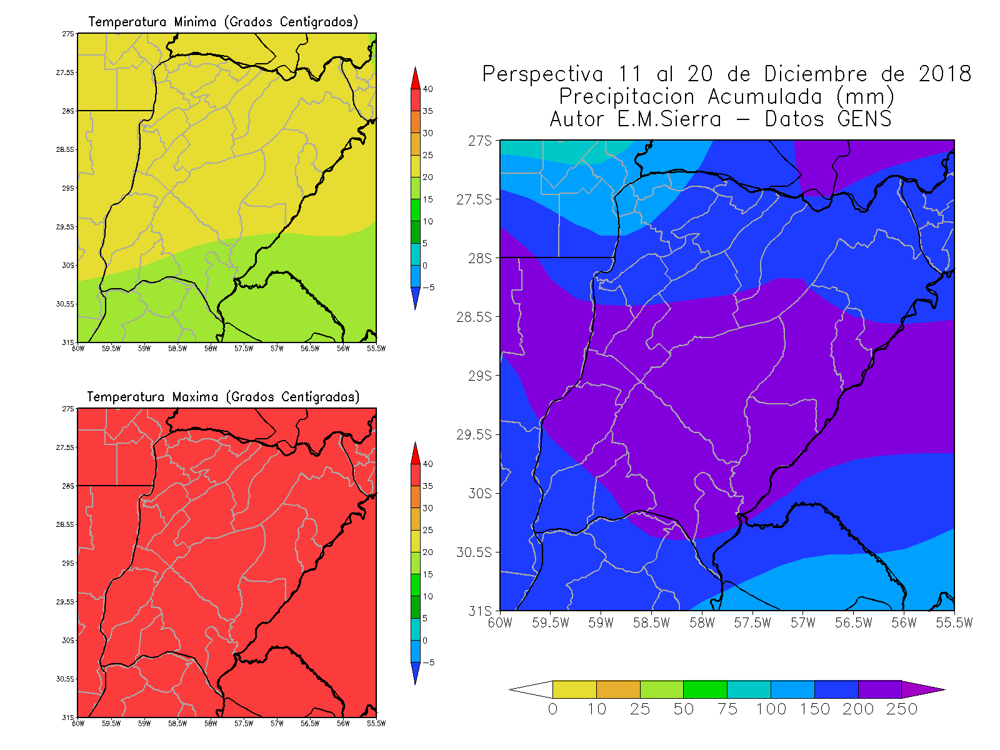 Temperatura Minima (Grados Centigrados)
27S
27.5S
28S
28.5S
29S
29.5S
30S
30.5S
31S
60W 59.5W 59W 58.5W 58W 57.5W 57W 56.5W 56W 55.5W
40
35
30
25
20
15
10
5
0
-5
Temperatura Maxima (Grados Centigradas)
27S
27.5S
28S
28.5S
29S
29.5S
30S
30.5S
31S
60W 59.5W 59W 58.5W 58W 57.5W 57W 56.5W 56W 55.5W
40
35
30
25
20
15
10
5
0
-5
Perspectiva 11 al 20 de Diciembre de 2018
Precipitacion Acumulada (mm)
Autor E.M.Sierra - Datos GENS
27S
27.5S
28S
28.5S
29S
29.5S
30S
30.5S
31S
60W 59.5W 59W 58.5W 58W 57.5W 57W 56.5W 56W 55.5W
0 10 25 50 75 100 150 200 250